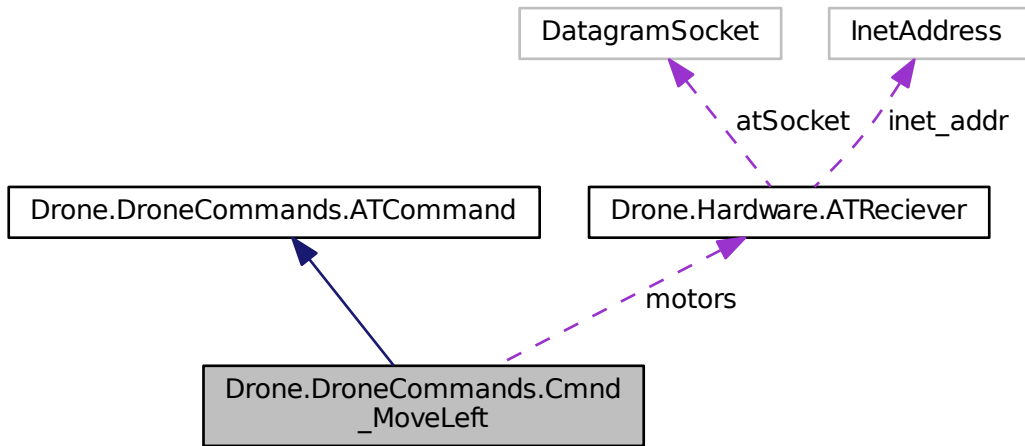 DatagramSocket
InetAddress
atSocket
inet_addr
Drone.DroneCommands.ATCommand
Drone.Hardware.ATReciever
motors
Drone.DroneCommands.Cmnd
_MoveLeft